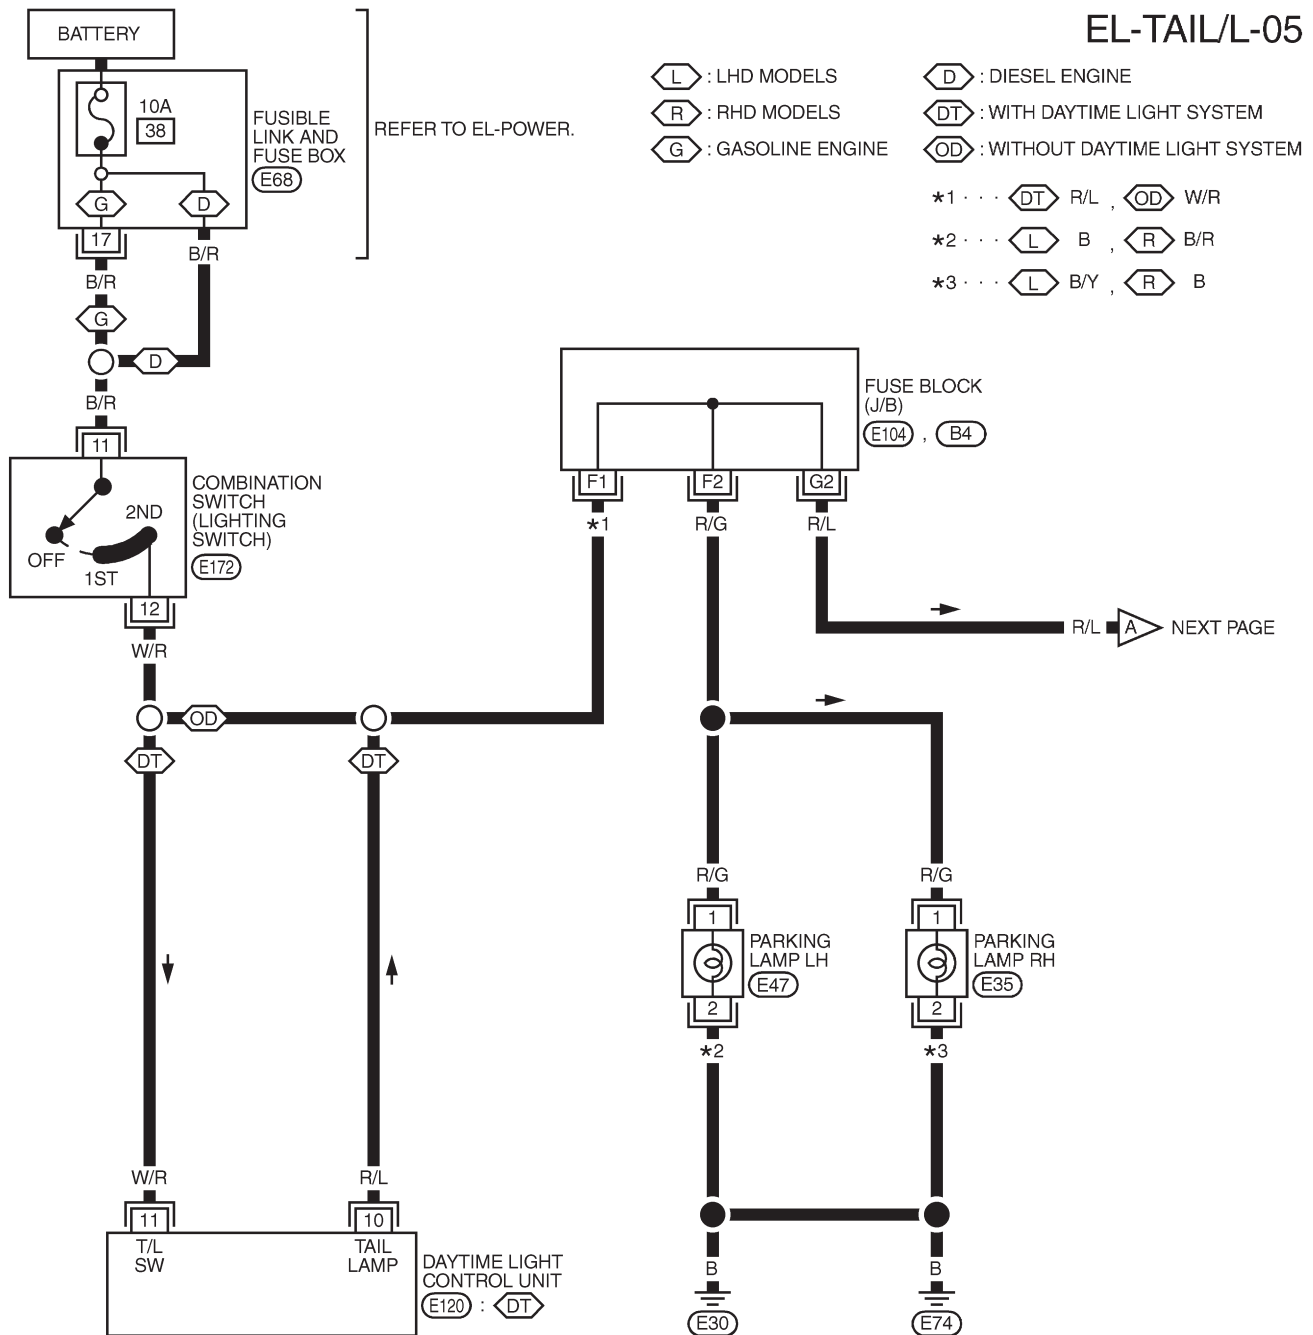 EL-TAIL/L-05
BATTERY
10A
38
FUSIBLE
LINK AND
FUSE BOX
E68
REFER TO EL-POWER.
L : LHD MODELS
R : RHD MODELS
G : GASOLINE ENGINE
D : DIESEL ENGINE
DT : WITH DAYTIME LIGHT SYSTEM
OD : WITHOUT DAYTIME LIGHT SYSTEM
*1 · · · DT R/L , OD W/R
*2 · · · L B , R B/R
*3 · · · L B/Y , R B
G
D
17
B/R
B/R
G
D
B/R
11
COMBINATION
SWITCH
(LIGHTING
SWITCH)
E172
2ND
OFF
1ST
12
W/R
FUSE BLOCK
(J/B)
E104 , B4
F1
F2
G2
*1
R/G
R/L
R/L
A
NEXT PAGE
OD
DT
DT
R/G
R/G
1
1
PARKING
LAMP LH
E47
PARKING
LAMP RH
E35
2
2
*2
*3
W/R
R/L
11
10
T/L
SW
TAIL
LAMP
DAYTIME LIGHT
CONTROL UNIT
E120 : DT
B
B
E30
E74